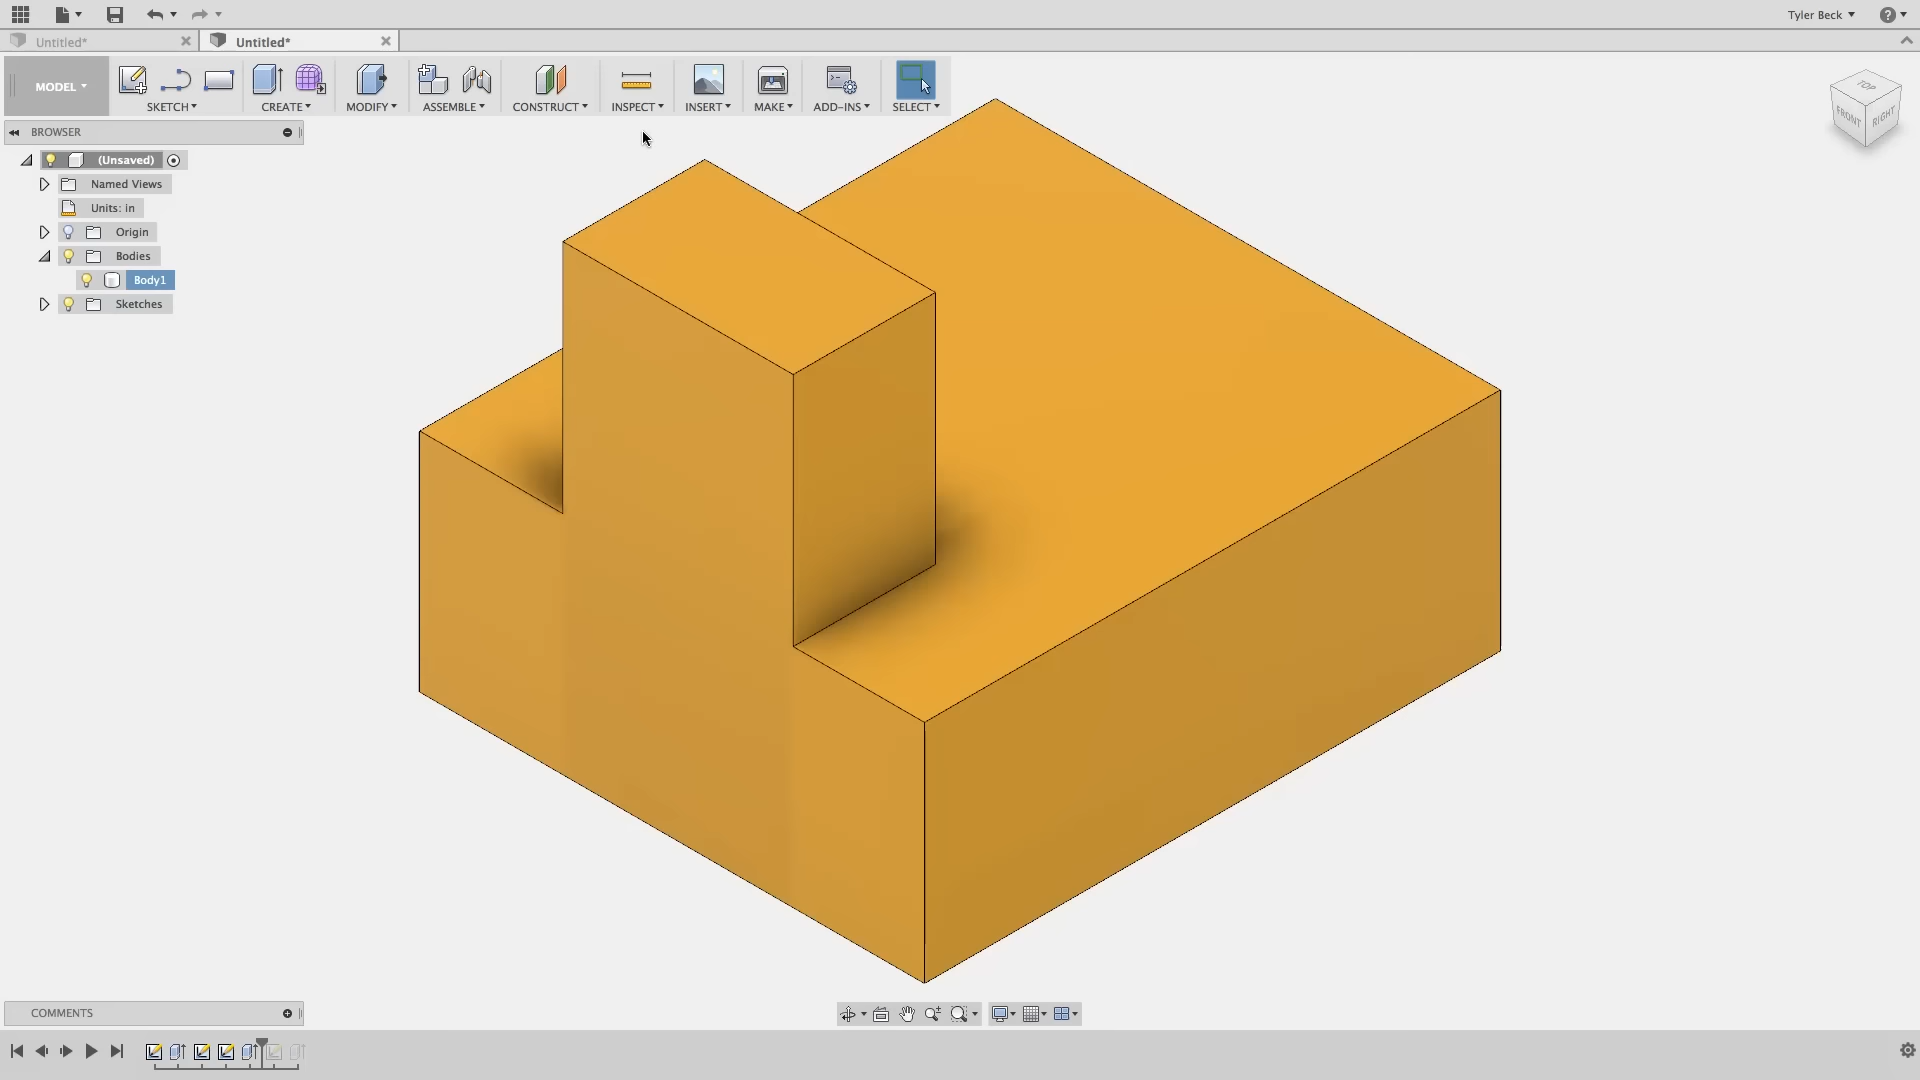 Tyler Beck
?
Untitled*
Untitled*
MODEL
SKETCH
CREATE
MODIFY
ASSEMBLE
CONSTRUCT
INSPECT
INSERT
MAKE
ADD-INS
SELECT
TOP
FRONT
RIGHT
BROWSER
(Unsaved)
Named Views
Units: in
Origin
Bodies
Body1
Sketches
COMMENTS